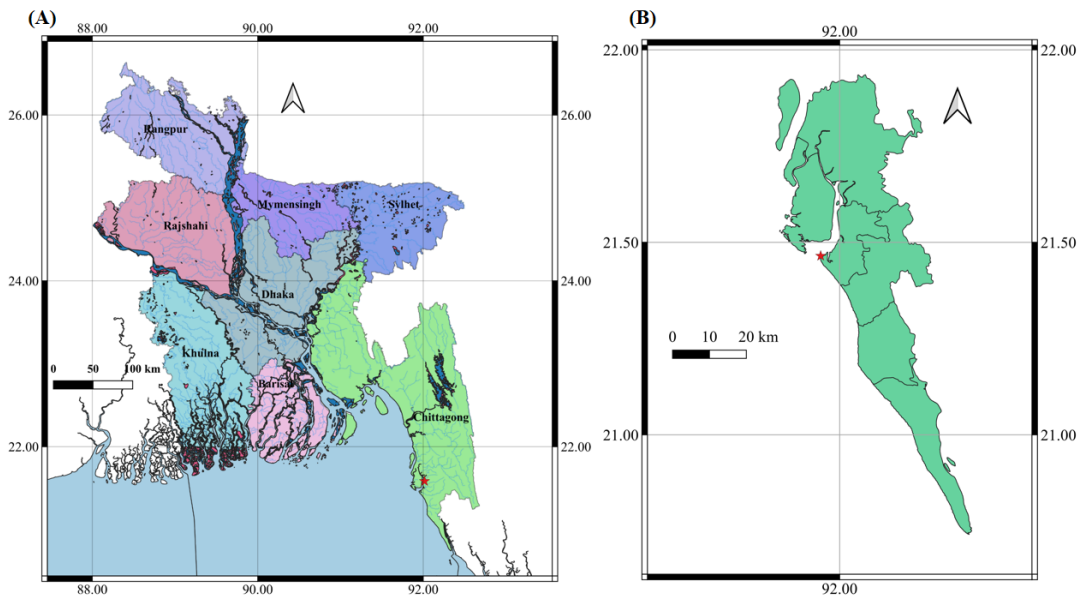 (A)
88.00 90.00 92.00
26.00 26.00
Rangpur
Mymensingh
Sylhet
Rajshahi
24.00 24.00
Dhaka
Khulna
0 50 100 km
Barisal
Chittagong
22.00 22.00
88.00 90.00 92.00
(B)
92.00
22.00 22.00
21.50 21.50
0 10 20 km
21.00 21.00
92.00